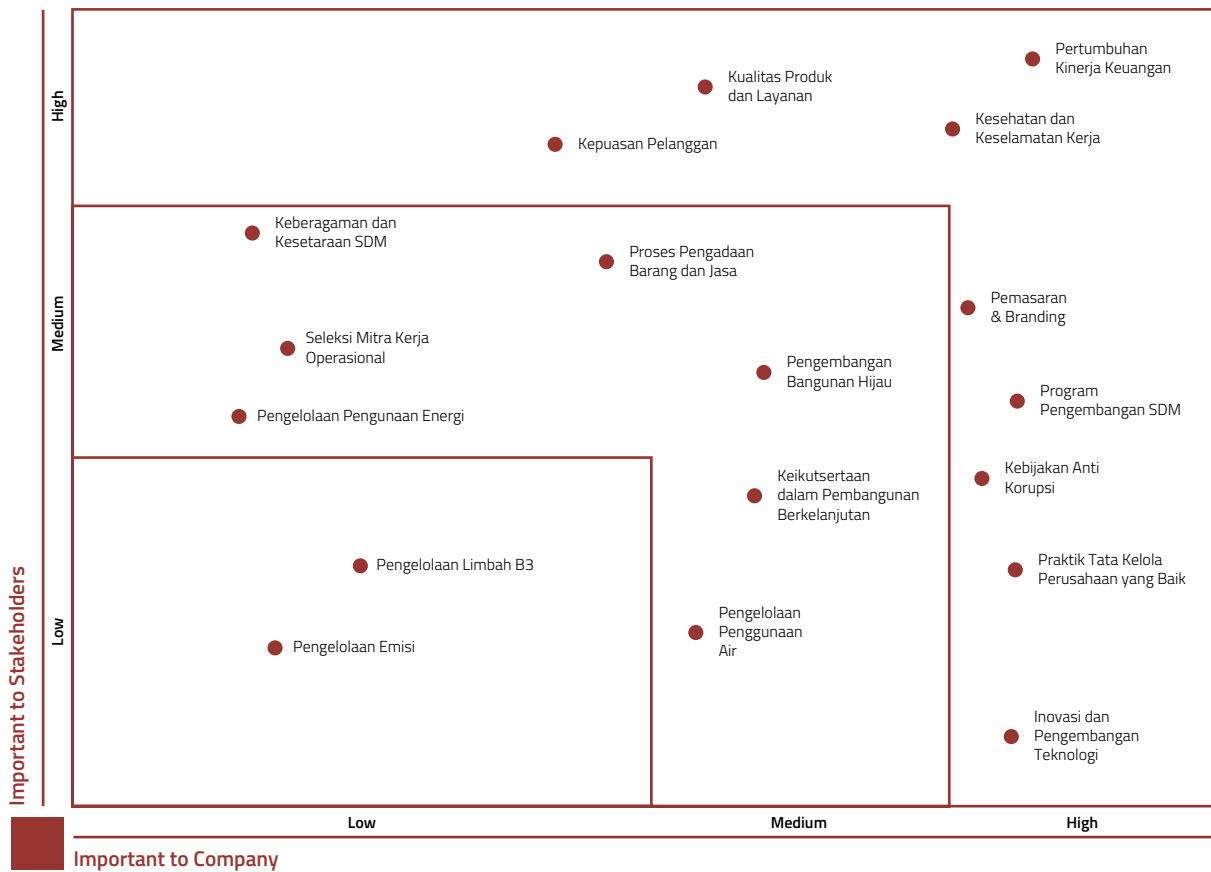 Important to Stakeholders
High
Medium
Low
Pertumbuhan
Kinerja Keuangan
Kualitas Produk
dan Layanan
Kesehatan dan
Keselamatan Kerja
Kepuasan Pelanggan
Keberagaman dan
Kesetaraan SDM
Proses Pengadaan
Barang dan Jasa
Pemasaran
& Branding
Seleksi Mitra Kerja
Operasional
Pengembangan
Bangunan Hijau
Program
Pengembangan SDM
Pengelolaan Pengunaan Energi
Kebijakan Anti
Korupsi
Keikutsertaan
dalam Pembangunan
Berkelanjutan
Pengelolaan Limbah B3
Praktik Tata Kelola
Perusahaan yang Baik
Pengelolaan
Penggunaan
Air
Pengelolaan Emisi
Inovasi dan
Pengembangan
Teknologi
Low
Medium
High
Important to Company